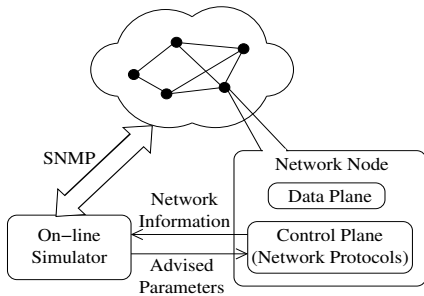 SNMP
Network Node
Data Plane
Network
Information
On−line
Simulator
Control Plane
(Network Protocols)
Advised
Parameters